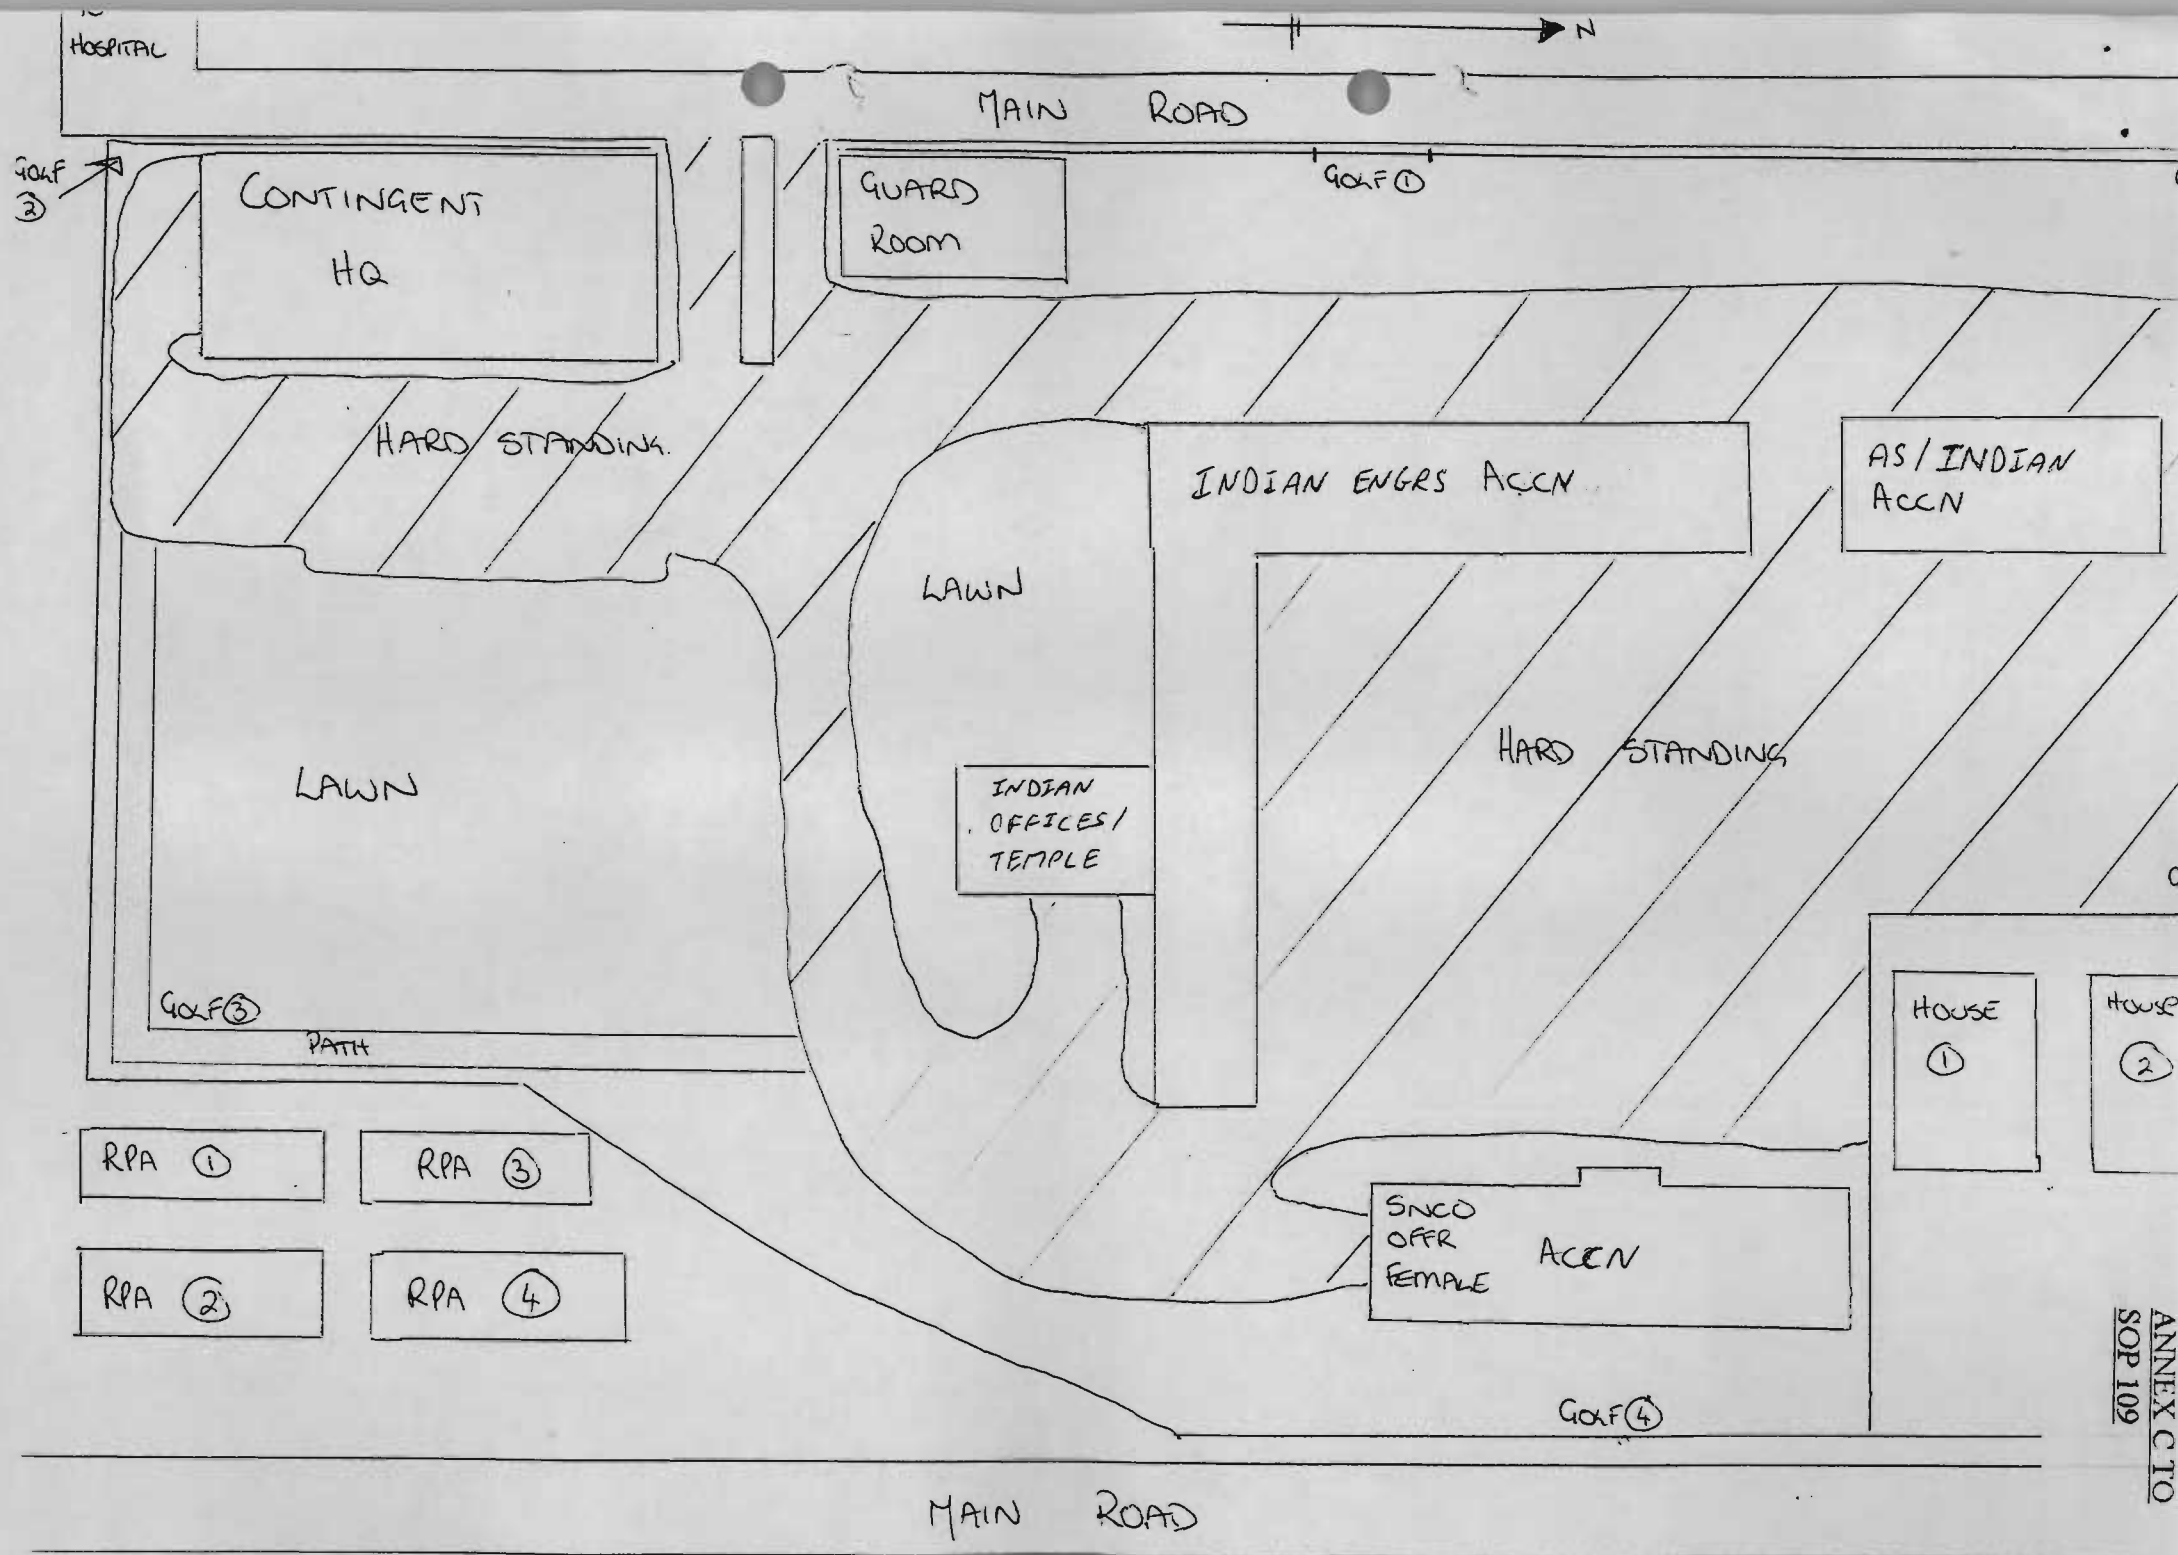 HOSPITAL
N
MAIN ROAD
GOLF
②
CONTINGENT
HQ
GUARD
ROOM
GOLF ①
HARD STANDING
INDIAN ENGRS ACCN
AS/INDIAN
ACCN
LAWN
HARD STANDING
LAWN
INDIAN
OFFICES/
TEMPLE
GOLF ③
PATH
HOUSE
①
HOUSE
②
RPA ①
RPA ③
SNCO
OFFR
FEMALE
ACCN
RPA ②
RPA ④
GOLF ④
ANNEX C TO
SOP 109
MAIN ROAD